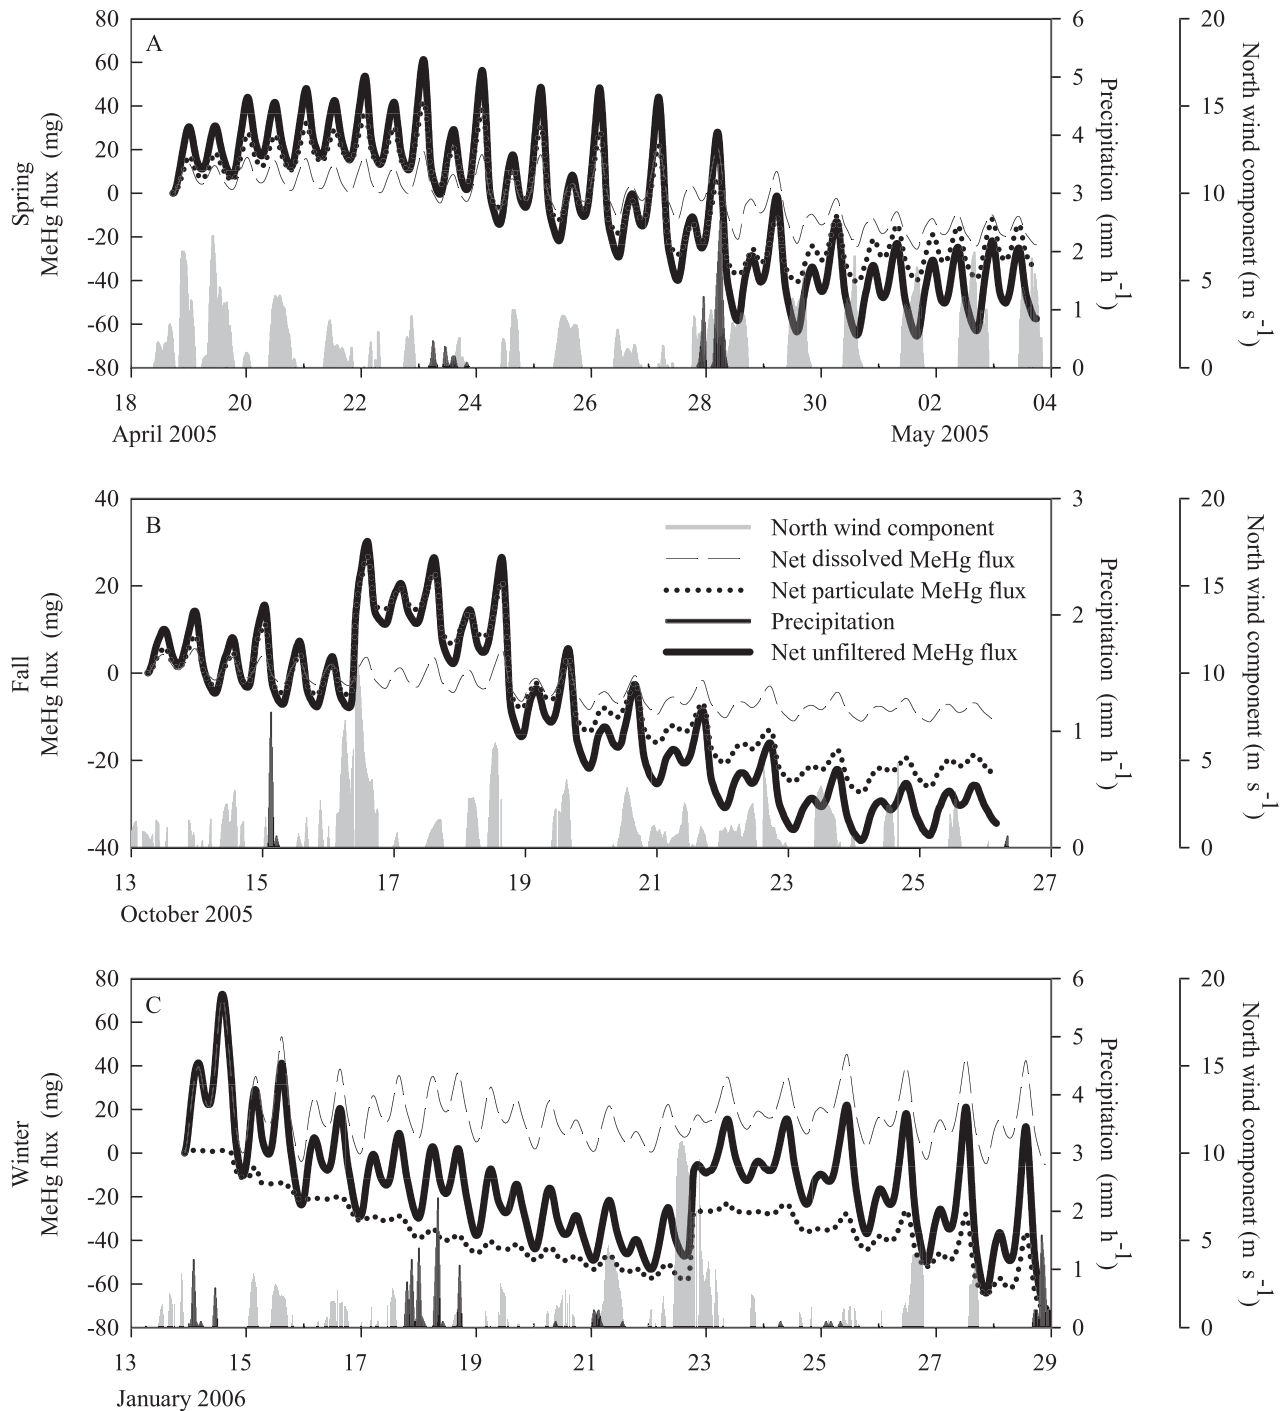 A
80
60
40
20
0
-20
-40
-60
-80
Spring
MeHg flux (mg)
6
5
4
3
2
1
0
Precipitation (mm h-1)
20
15
10
5
0
North wind component (m s-1)
18 20 22 24 26 28 30 02 04
April 2005 May 2005
B
40
20
0
-20
-40
Fall
MeHg flux (mg)
North wind component
Net dissolved MeHg flux
Net particulate MeHg flux
Precipitation
Net unfiltered MeHg flux
3
2
1
0
Precipitation (mm h-1)
20
15
10
5
0
North wind component (m s-1)
13 15 17 19 21 23 25 27
October 2005
C
80
60
40
20
0
-20
-40
-60
-80
Winter
MeHg flux (mg)
6
5
4
3
2
1
0
Precipitation (mm h-1)
20
15
10
5
0
North wind component (m s-1)
13 15 17 19 21 23 25 27 29
January 2006